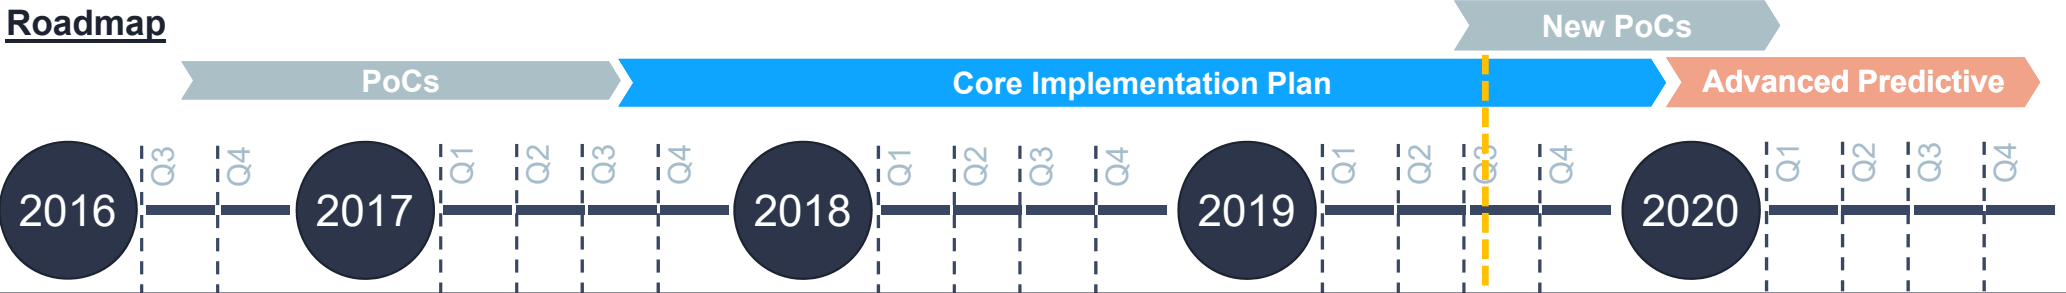 Roadmap
New PoCs
PoCs
Core Implementation Plan
Advanced Predictive
2016
Q3
Q4
2017
Q1
Q2
Q3
Q4
2018
Q1
Q2
Q3
Q4
2019
Q1
Q2
Q3
Q4
2020
Q1
Q2
Q3
Q4